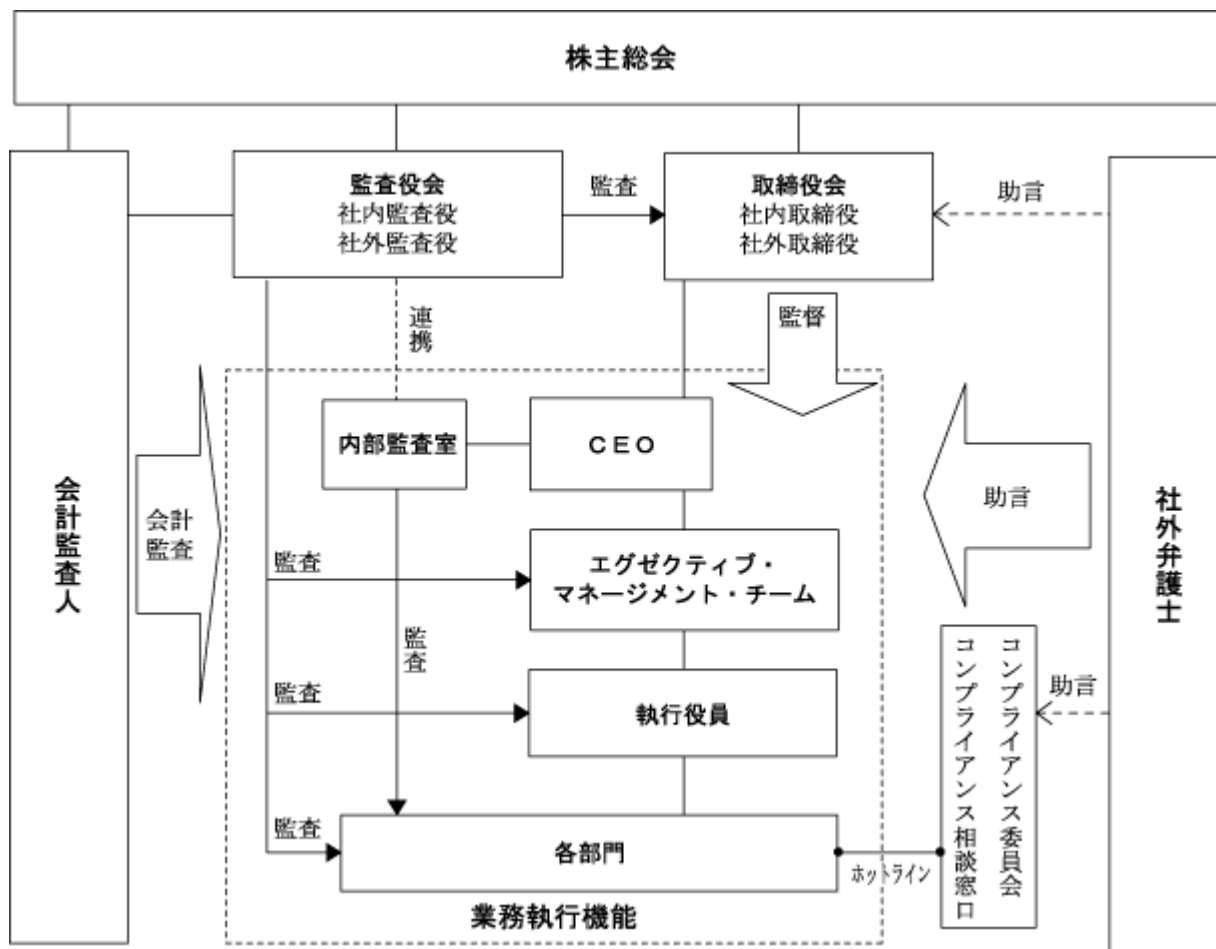 株主総会
監査役会
社内監査役
社外監査役
監査
取締役会
社内取締役
社外取締役
助言
連携
監督
会計監査人
会計
監査
内部監査室
CEO
助言
社外弁護士
監査
エグゼクティブ・
マネージメント・チーム
監査
監査
執行役員
コンプライアンス委員会
コンプライアンス相談窓口
助言
監査
各部門
ホットライン
業務執行機能